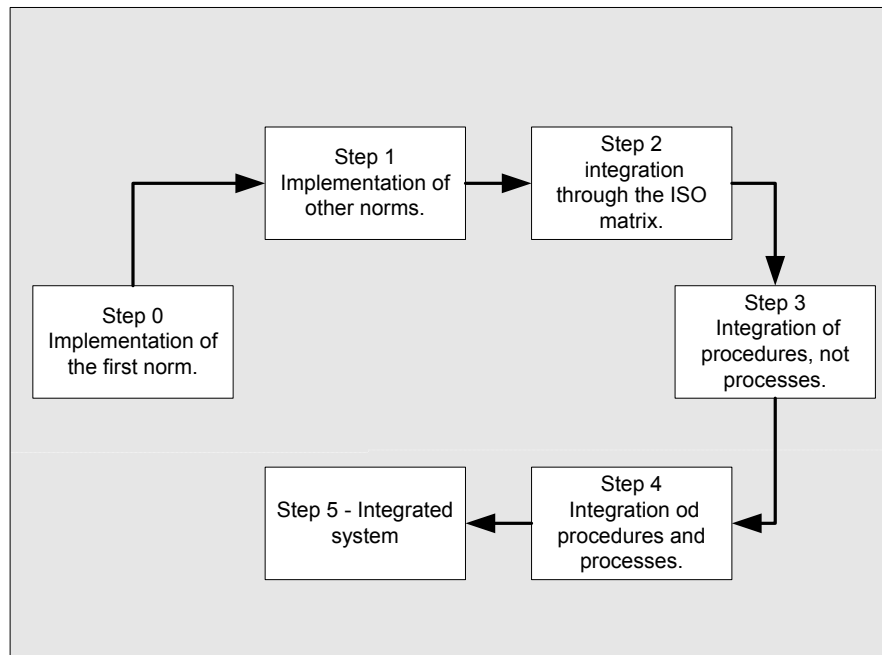 Step 0
Implementation of
the first norm.
Step 1
Implementation of
other norms.
Step 2
integration
through the ISO
matrix.
Step 3
Integration of
procedures, not
processes.
Step 4
Integration od
procedures and
processes.
Step 5 - Integrated
system